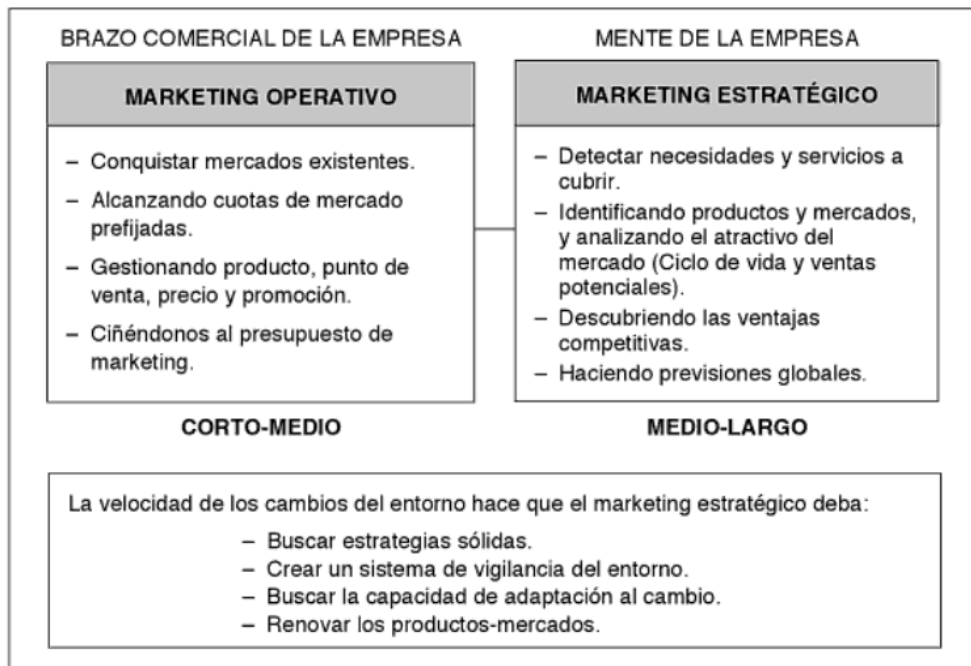 BRAZO COMERCIAL DE LA EMPRESA
MARKETING OPERATIVO
– Conquistar mercados existentes.
– Alcanzando cuotas de mercado
prefijadas.
– Gestionando producto, punto de
venta, precio y promoción.
– Ciñéndonos al presupuesto de
marketing.
CORTO-MEDIO
MENTE DE LA EMPRESA
MARKETING ESTRATÉGICO
– Detectar necesidades y servicios a
cubrir.
– Identificando productos y mercados,
y analizando el atractivo del
mercado (Ciclo de vida y ventas
potenciales).
– Descubriendo las ventajas
competitivas.
– Haciendo previsiones globales.
MEDIO-LARGO
La velocidad de los cambios del entorno hace que el marketing estratégico deba:
– Buscar estrategias sólidas.
– Crear un sistema de vigilancia del entorno.
– Buscar la capacidad de adaptación al cambio.
– Renovar los productos-mercados.